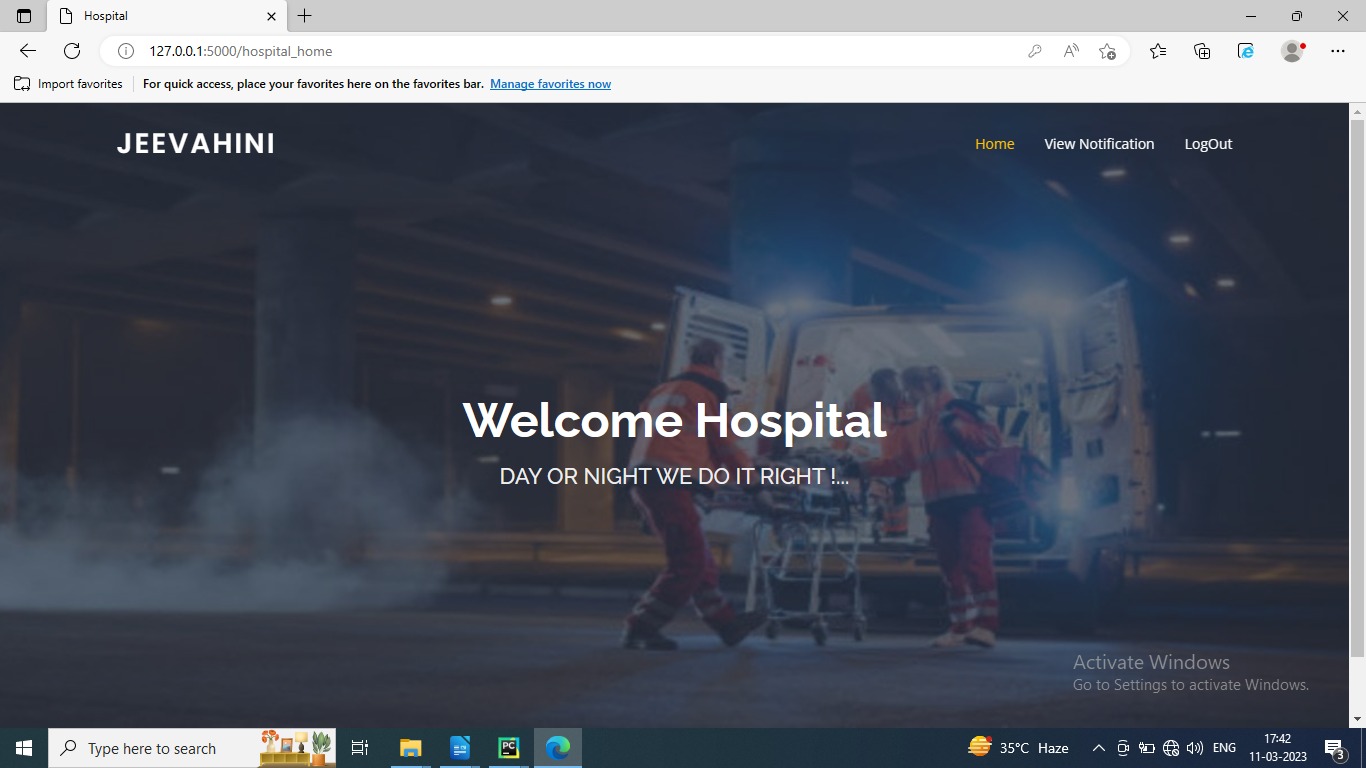 Hospital
127.0.0.1:5000/hospital_home
Import favorites
For quick access, place your favorites here on the favorites bar. Manage favorites now
JEEVAHINI
Home View Notification LogOut
Welcome Hospital
DAY OR NIGHT WE DO IT RIGHT !...
Activate Windows
Go to Settings to activate Windows.
Type here to search
PC
35°C Haze
ENG
17:42
11-03-2023
3